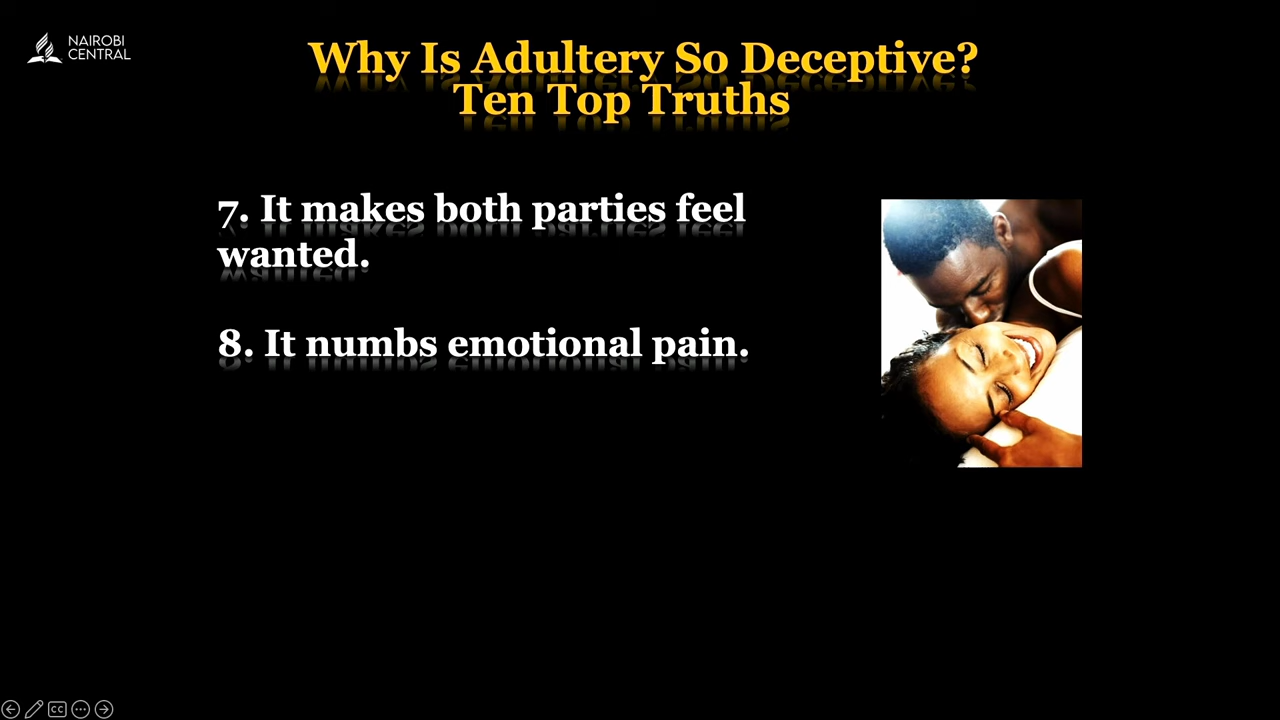 NAIROBI
CENTRAL
Why Is Adultery So Deceptive?
Ten Top Truths
7. It makes both parties feel
wanted.
8. It numbs emotional pain.
CC